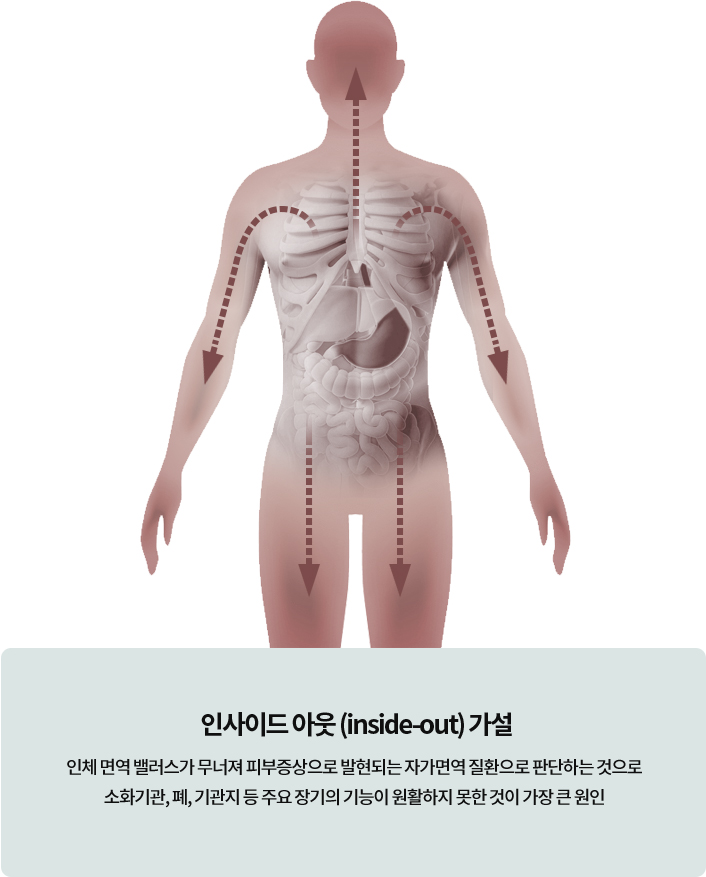 인사이드 아웃 (inside-out) 가설
인체 면역 밸러스가 무너져 피부증상으로 발현되는 자가면역 질환으로 판단하는 것으로
소화기관, 폐, 기관지 등 주요 장기의 기능이 원활하지 못한 것이 가장 큰 원인